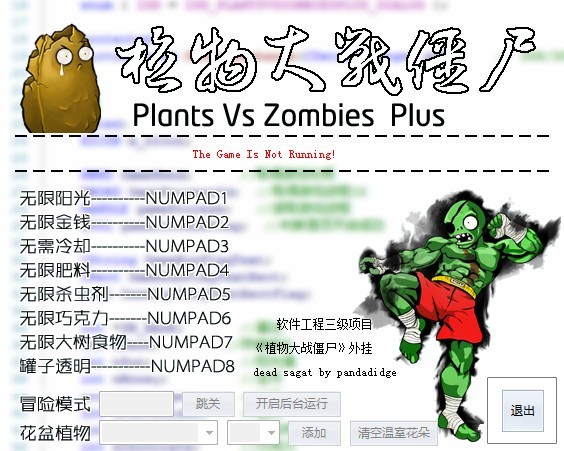 植物大战僵尸
Plants Vs Zombies Plus
The Game Is Not Running!
无限阳光----------NUMPAD1
无限金钱----------NUMPAD2
无需冷却----------NUMPAD3
无限肥料----------NUMPAD4
无限杀虫剂-------NUMPAD5
无限巧克力-------NUMPAD6
无限大树食物----NUMPAD7
罐子透明----------NUMPAD8
软件工程三级项目
《植物大战僵尸》外挂
dead sagat by pandadidge
冒险模式 跳关 开启后台运行
花盆植物 添加 清空温室花朵
退出